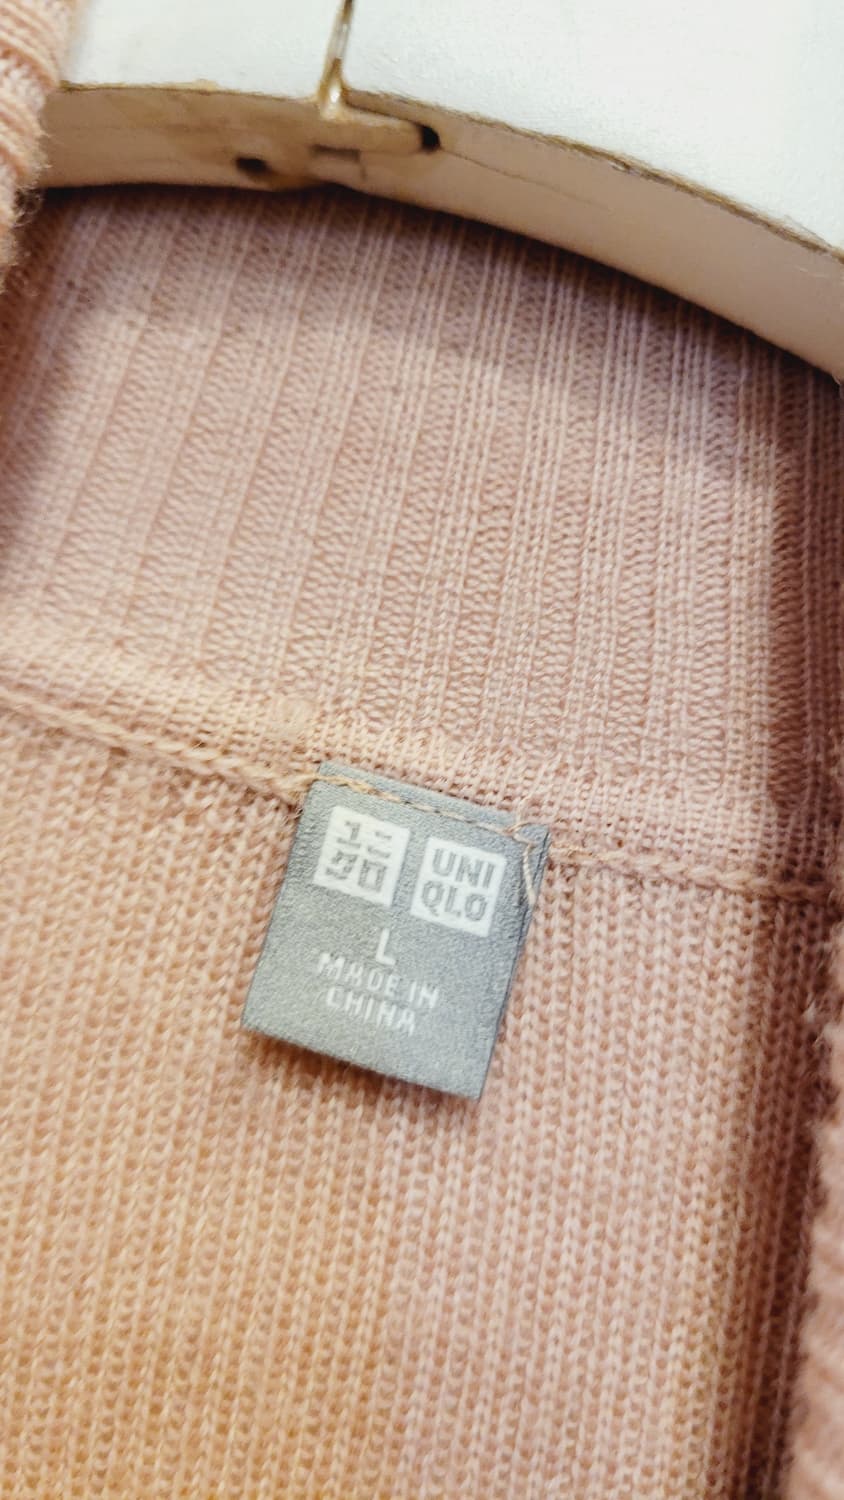 ユニ
クロ
UNI
QLO
L
MADE IN
CHINA